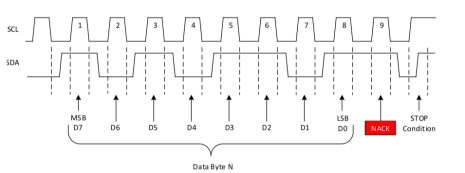 SCL
1 2 3 4 5 6 7 8 9
SDA
MSB D7
D6
D5
D4
D3
D2
D1
LSB D0
NACK
STOP Condition
Data Byte N